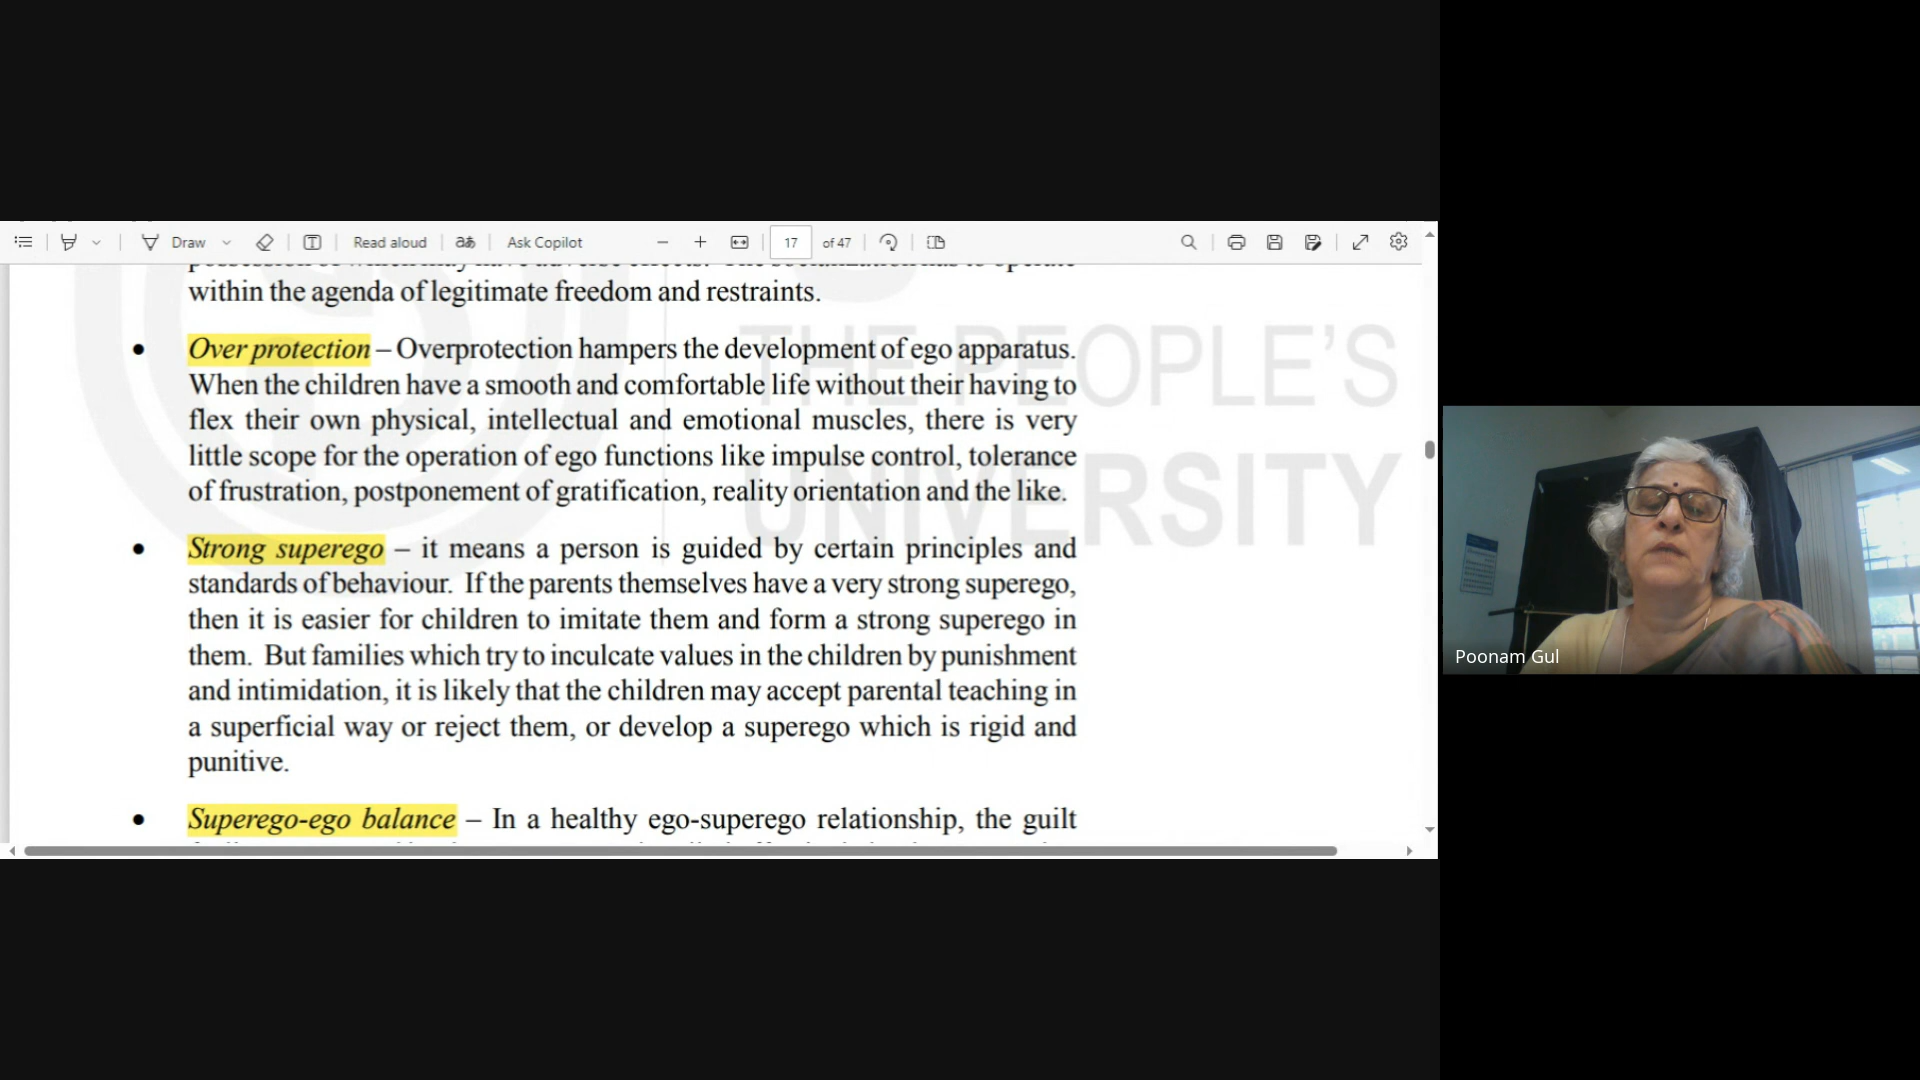 Draw
Read aloud
Ask Copilot
17 of 47
within the agenda of legitimate freedom and restraints.
THE PEOPLE'S
UNIVERSITY
• Over protection – Overprotection hampers the development of ego apparatus.
When the children have a smooth and comfortable life without their having to
flex their own physical, intellectual and emotional muscles, there is very
little scope for the operation of ego functions like impulse control, tolerance
of frustration, postponement of gratification, reality orientation and the like.
• Strong superego – it means a person is guided by certain principles and
standards of behaviour. If the parents themselves have a very strong superego,
then it is easier for children to imitate them and form a strong superego in
them. But families which try to inculcate values in the children by punishment
and intimidation, it is likely that the children may accept parental teaching in
a superficial way or reject them, or develop a superego which is rigid and
punitive.
• Superego-ego balance – In a healthy ego-superego relationship, the guilt
Poonam Gul